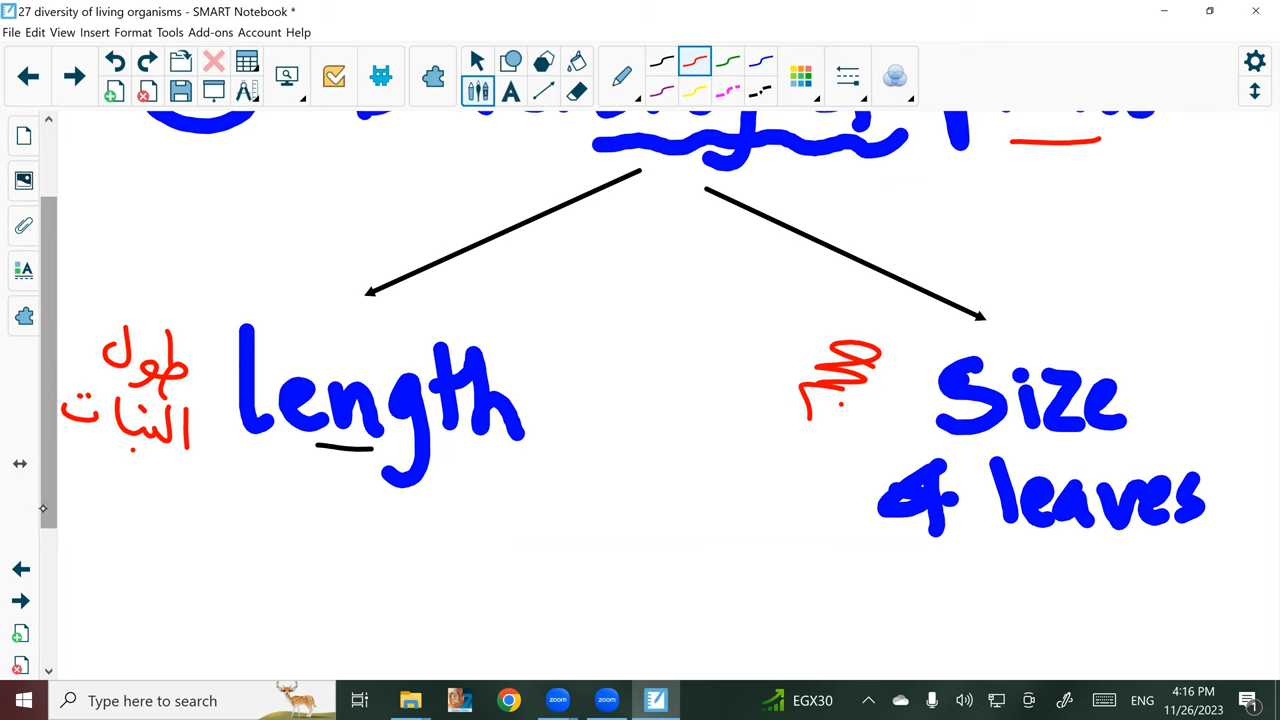 27 diversity of living organisms - SMART Notebook *
File Edit View Insert Format Tools Add-ons Account Help
طول
النبات
length
Size
of leaves
Type here to search
EGX30
ENG
4:16 PM
11/26/2023
1